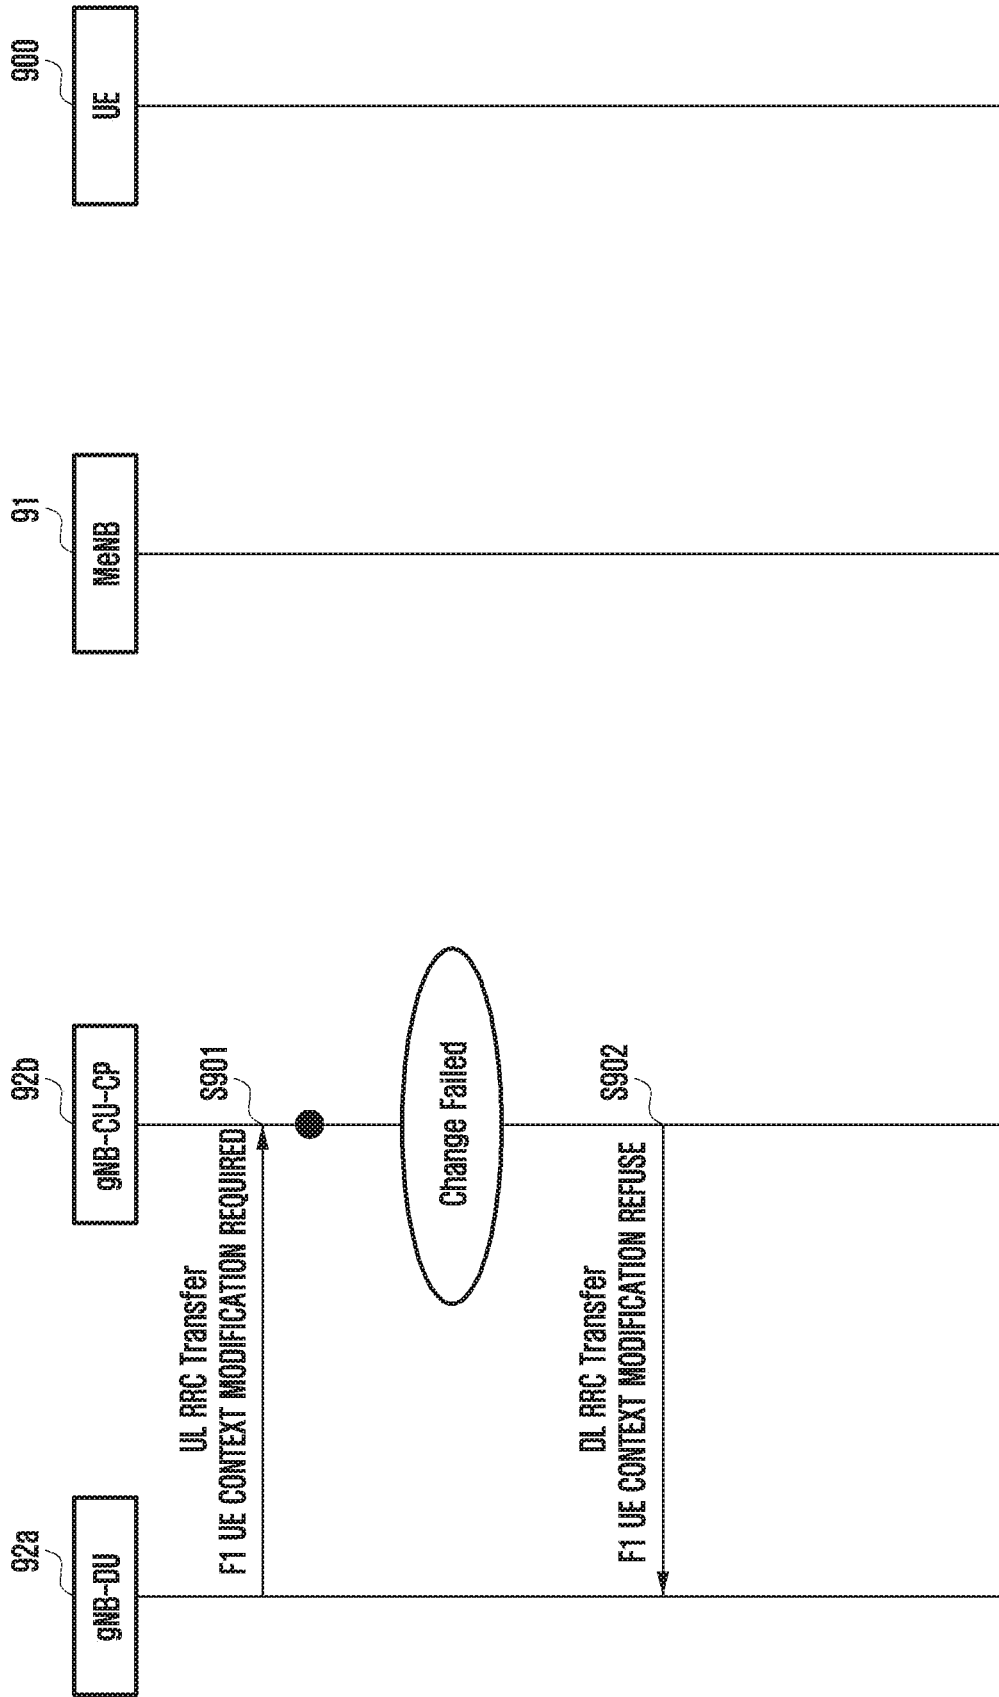 92a
gNB-DU
92b
gNB-CU-CP
91
MeNB
900
UE
UL RRC Transfer
F1 UE CONTEXT MODIFICATION REQUIRED
S901
Change Failed
DL RRC Transfer
F1 UE CONTEXT MODIFICATION REFUSE
S902